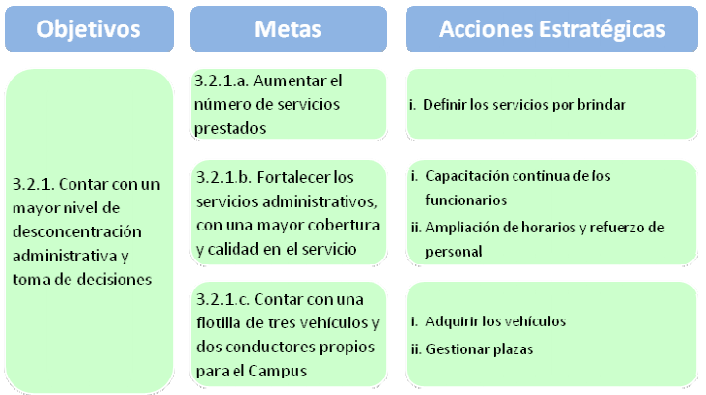 Objetivos
Metas
Acciones Estratégicas
3.2.1. Contar con un
mayor nivel de
desconcentración
administrativa y
toma de decisiones
3.2.1.a. Aumentar el
número de servicios
prestados
i. Definir los servicios por brindar
3.2.1.b. Fortalecer los
servicios administrativos,
con una mayor cobertura
y calidad en el servicio
i. Capacitación continua de los
funcionarios
ii. Ampliación de horarios y refuerzo de
personal
3.2.1.c. Contar con una
flotilla de tres vehículos y
dos conductores propios
para el Campus
i. Adquirir los vehículos
ii. Gestionar plazas